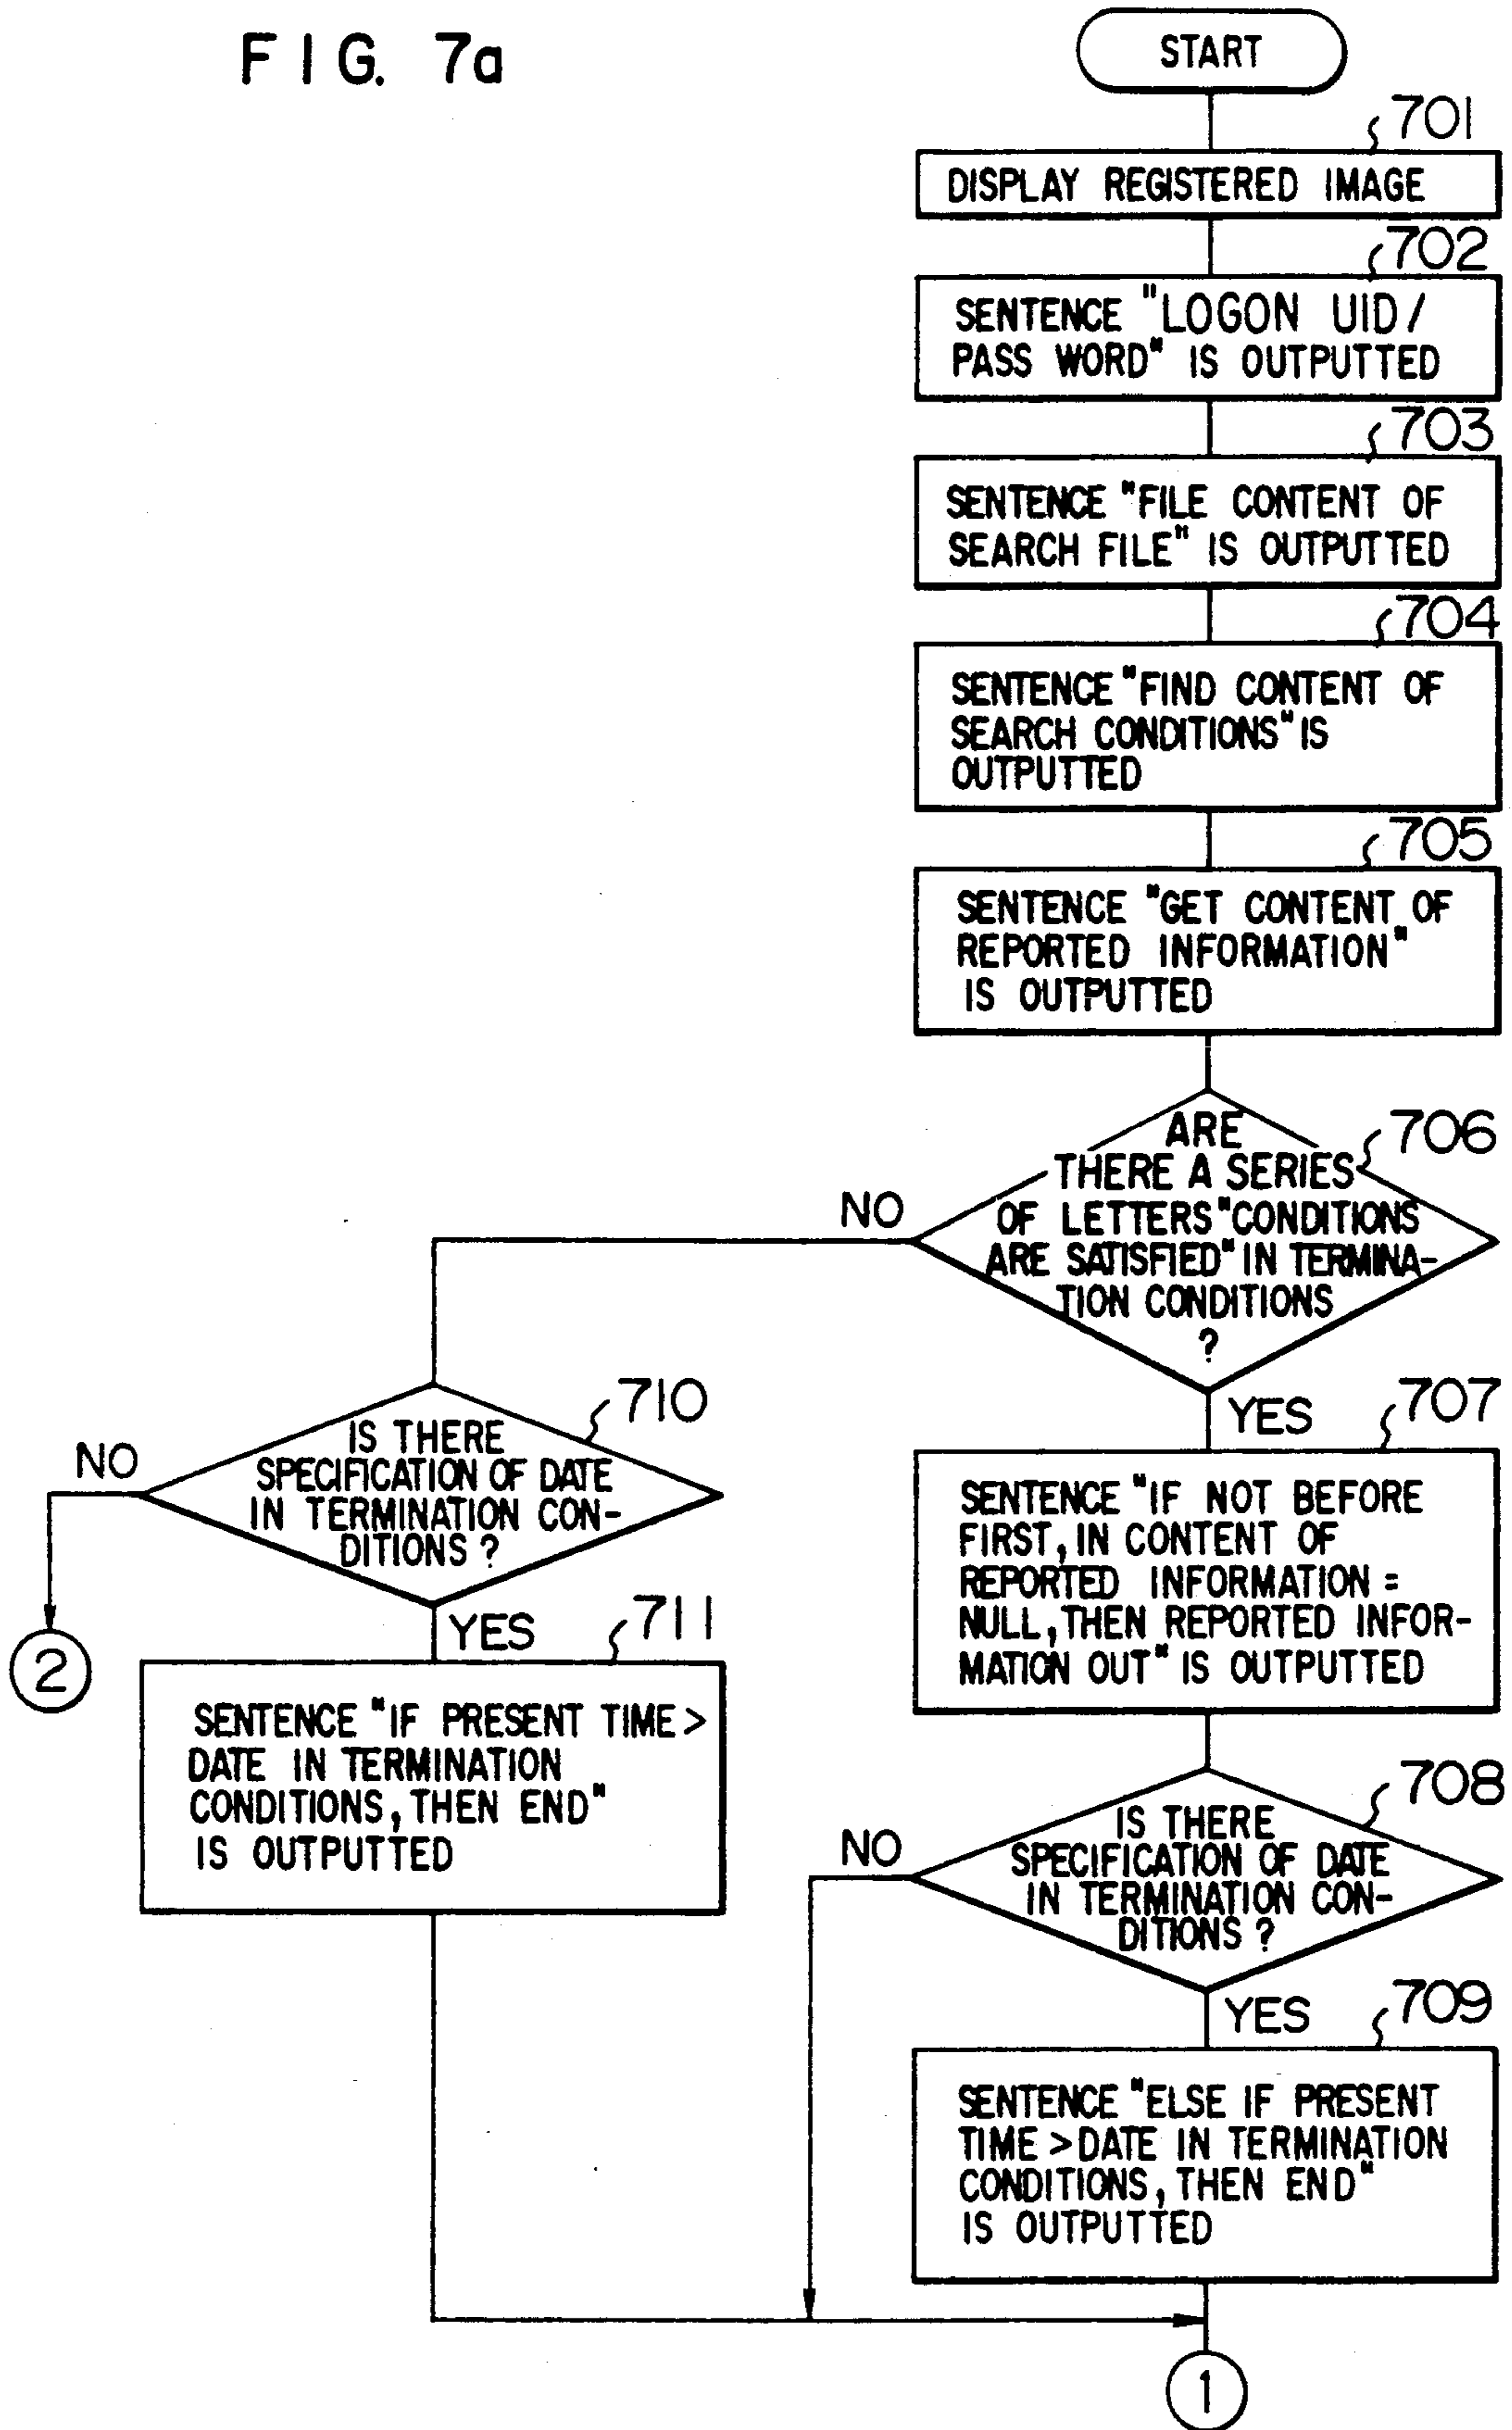 FIG. 7a
START
701
DISPLAY REGISTERED IMAGE
702
SENTENCE "LOGON UID/
PASS WORD" IS OUTPUTTED
703
SENTENCE "FILE CONTENT OF
SEARCH FILE" IS OUTPUTTED
704
SENTENCE "FIND CONTENT OF
SEARCH CONDITIONS" IS
OUTPUTTED
705
SENTENCE "GET CONTENT OF
REPORTED INFORMATION"
IS OUTPUTTED
706
ARE
THERE A SERIES
OF LETTERS "CONDITIONS
ARE SATISFIED" IN TERMINA-
TION CONDITIONS
?
NO
YES
707
SENTENCE "IF NOT BEFORE
FIRST, IN CONTENT OF
REPORTED INFORMATION =
NULL, THEN REPORTED INFOR-
MATION OUT" IS OUTPUTTED
708
IS THERE
SPECIFICATION OF DATE
IN TERMINATION CON-
DITIONS ?
NO
YES
709
SENTENCE "ELSE IF PRESENT
TIME > DATE IN TERMINATION
CONDITIONS, THEN END"
IS OUTPUTTED
710
IS THERE
SPECIFICATION OF DATE
IN TERMINATION CON-
DITIONS ?
NO
2
YES
711
SENTENCE "IF PRESENT TIME >
DATE IN TERMINATION
CONDITIONS, THEN END"
IS OUTPUTTED
1